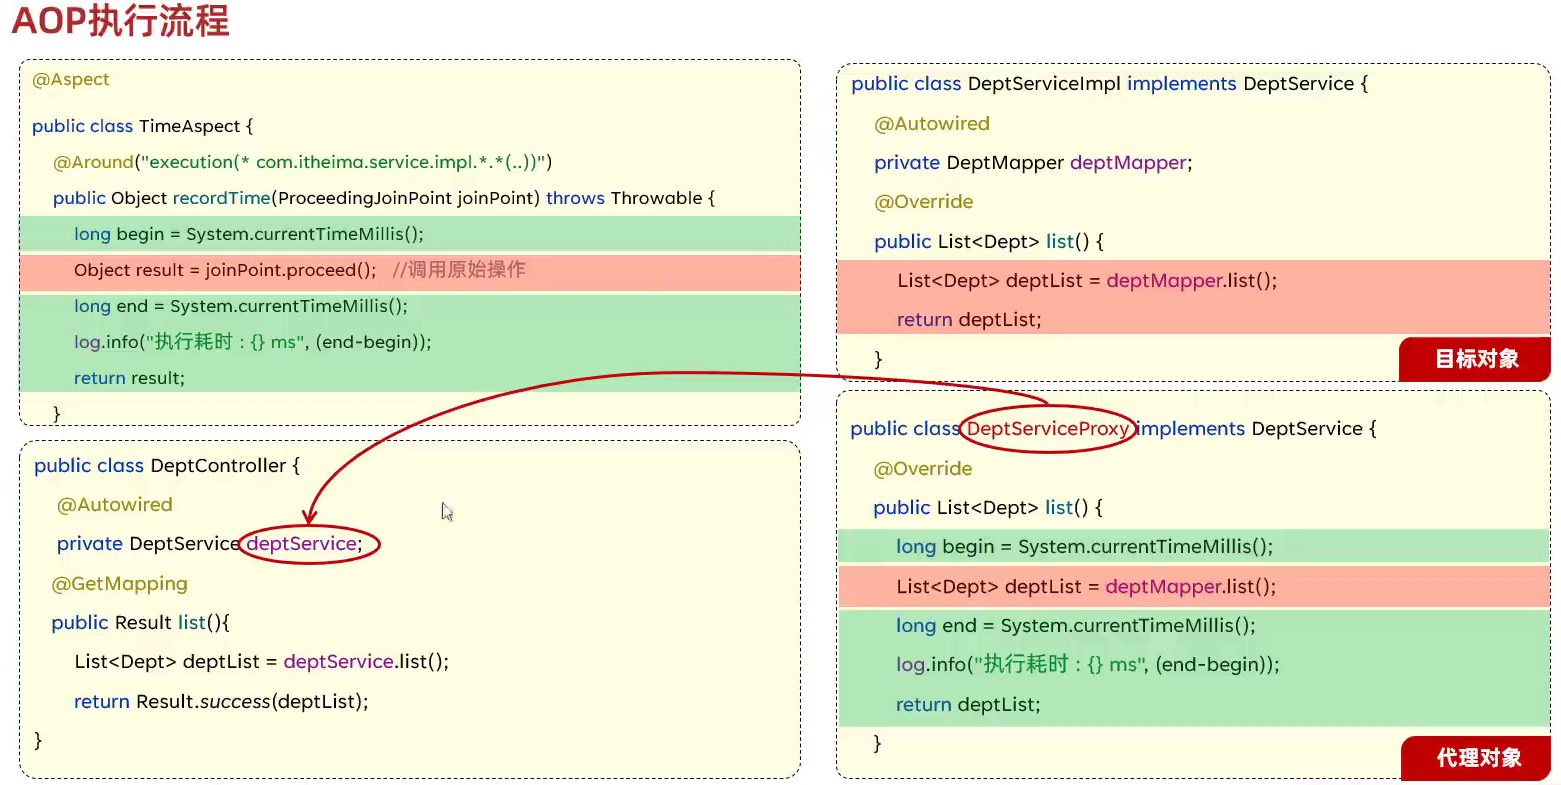 AOP执行流程
@Aspect
public class TimeAspect {
@Around("execution(* com.itheima.service.impl.*.*(..))")
public Object recordTime(ProceedingJoinPoint joinPoint) throws Throwable {
long begin = System.currentTimeMillis();
Object result = joinPoint.proceed(); //调用原始操作
long end = System.currentTimeMillis();
log.info("执行耗时 : {} ms", (end-begin));
return result;
}
public class DeptController {
@Autowired
private DeptService deptService;
@GetMapping
public Result list(){
List<Dept> deptList = deptService.list();
return Result.success(deptList);
}
public class DeptServiceImpl implements DeptService {
@Autowired
private DeptMapper deptMapper;
@Override
public List<Dept> list() {
List<Dept> deptList = deptMapper.list();
return deptList;
}
目标对象
public class DeptServiceProxy implements DeptService {
@Override
public List<Dept> list() {
long begin = System.currentTimeMillis();
List<Dept> deptList = deptMapper.list();
long end = System.currentTimeMillis();
log.info("执行耗时 : {} ms", (end-begin));
return deptList;
}
代理对象